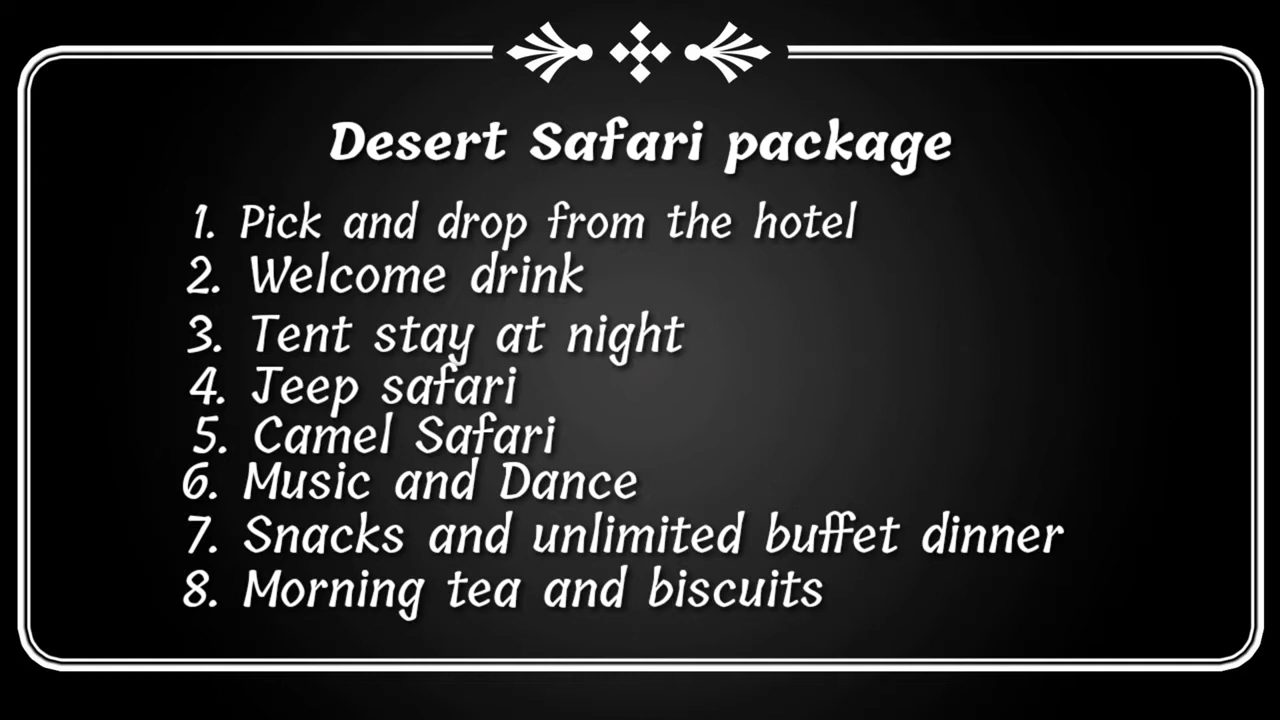 Desert Safari package
1. Pick and drop from the hotel
2. Welcome drink
3. Tent stay at night
4. Jeep safari
5. Camel Safari
6. Music and Dance
7. Snacks and unlimited buffet dinner
8. Morning tea and biscuits